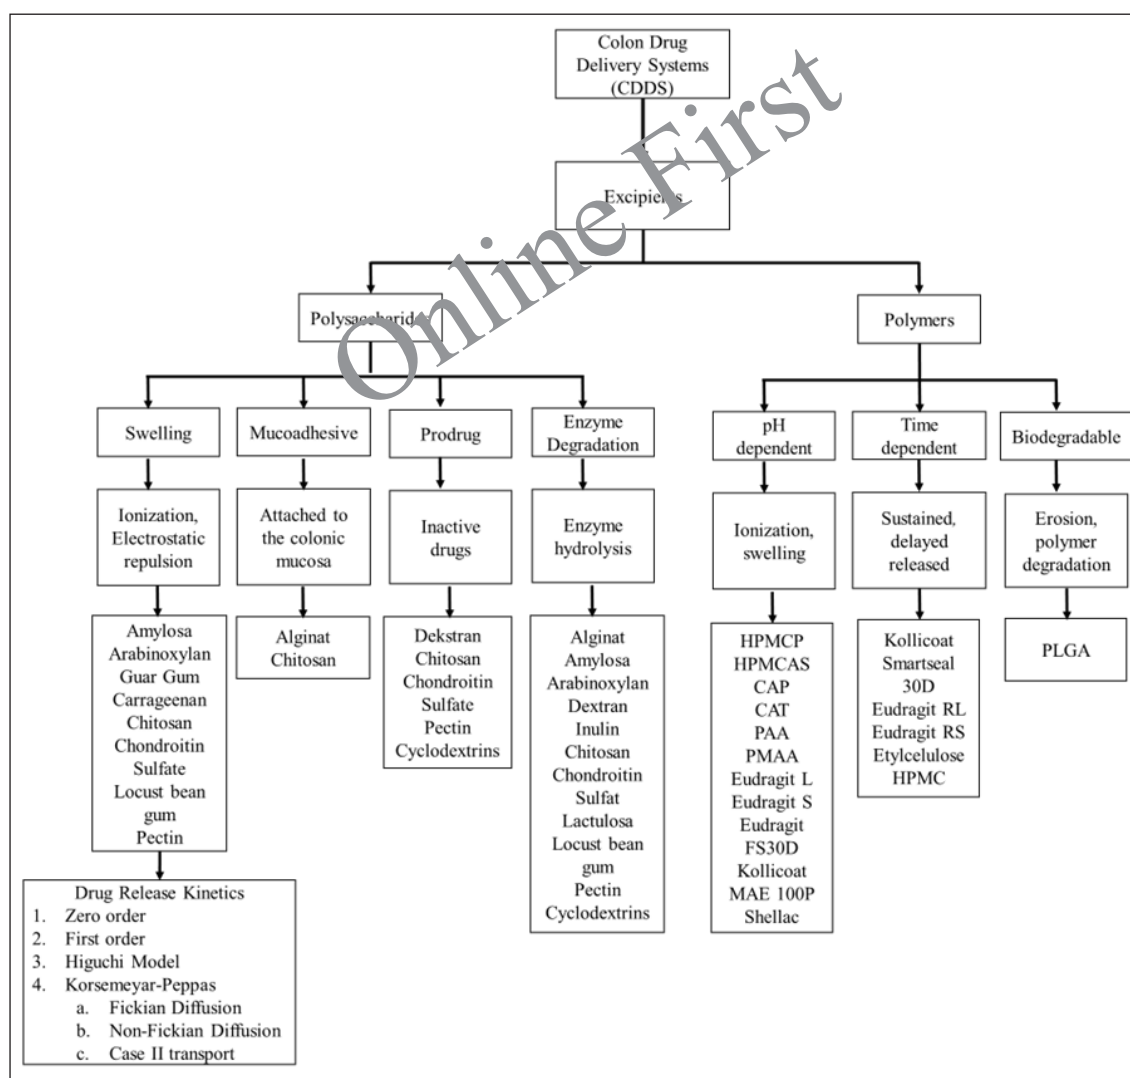 Colon Drug
Delivery Systems
(CDDS)
Online First
Excipients
Polysaccharides
Polymers
Swelling
Mucoadhesive
Prodrug
Enzyme
Degradation
pH
dependent
Time
dependent
Biodegradable
Ionization,
Electrostatic
repulsion
Attached to
the colonic
mucosa
Inactive
drugs
Enzyme
hydrolysis
Ionization,
swelling
Sustained,
delayed
released
Erosion,
polymer
degradation
Amylosa
Arabinoxylan
Guar Gum
Carrageenan
Chitosan
Chondroitin
Sulfate
Locust bean
gum
Pectin
Alginat
Chitosan
Dekstran
Chitosan
Chondroitin
Sulfate
Pectin
Cyclodextrins
Alginat
Amylosa
Arabinoxylan
Dextran
Inulin
Chitosan
Chondroitin
Sulfat
Lactulosa
Locust bean
gum
Pectin
Cyclodextrins
HPMCP
HPMCAS
CAP
CAT
PAA
PMAA
Eudragit L
Eudragit S
Eudragit
FS30D
Kollicoat
MAE 100P
Shellac
Kollicoat
Smartseal
30D
Eudragit RL
Eudragit RS
Etylcelulose
HPMC
PLGA
Drug Release Kinetics
1. Zero order
2. First order
3. Higuchi Model
4. Korsemeyar-Peppas
a. Fickian Diffusion
b. Non-Fickian Diffusion
c. Case II transport